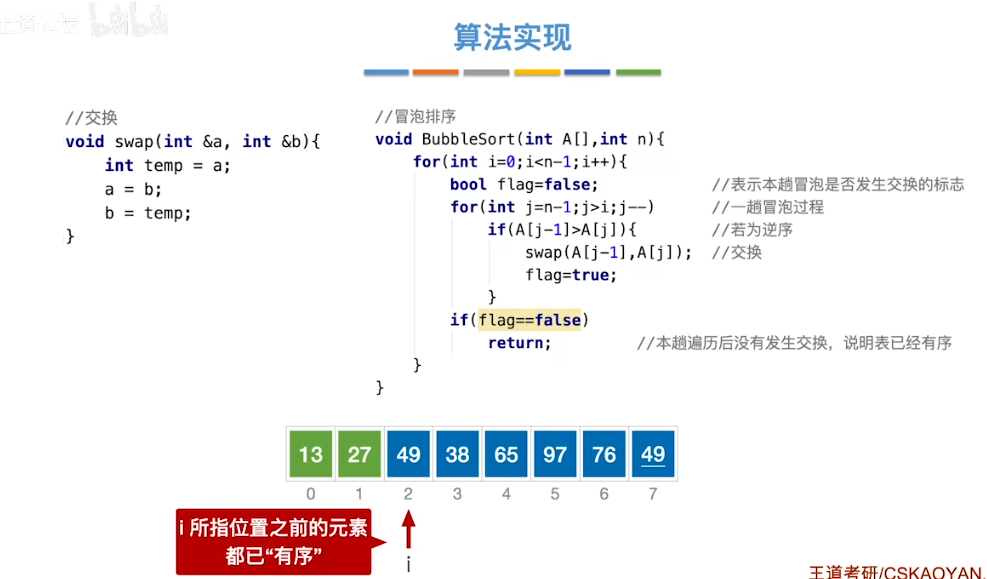 算法实现
//交换
void swap(int &a, int &b){
int temp = a;
a = b;
b = temp;
}
//冒泡排序
void BubbleSort(int A[],int n){
for(int i=0;i<n-1;i++){
bool flag=false; //表示本趟冒泡是否发生交换的标志
for(int j=n-1;j>i;j--) //一趟冒泡过程
if(A[j-1]>A[j]){ //若为逆序
swap(A[j-1],A[j]); //交换
flag=true;
}
if(flag==false)
return; //本趟遍历后没有发生交换，说明表已经有序
}
}
13 27 49 38 65 97 76 49
0 1 2 3 4 5 6 7
i 所指位置之前的元素
都已“有序”
i
王道考研/CSKAOYAN.